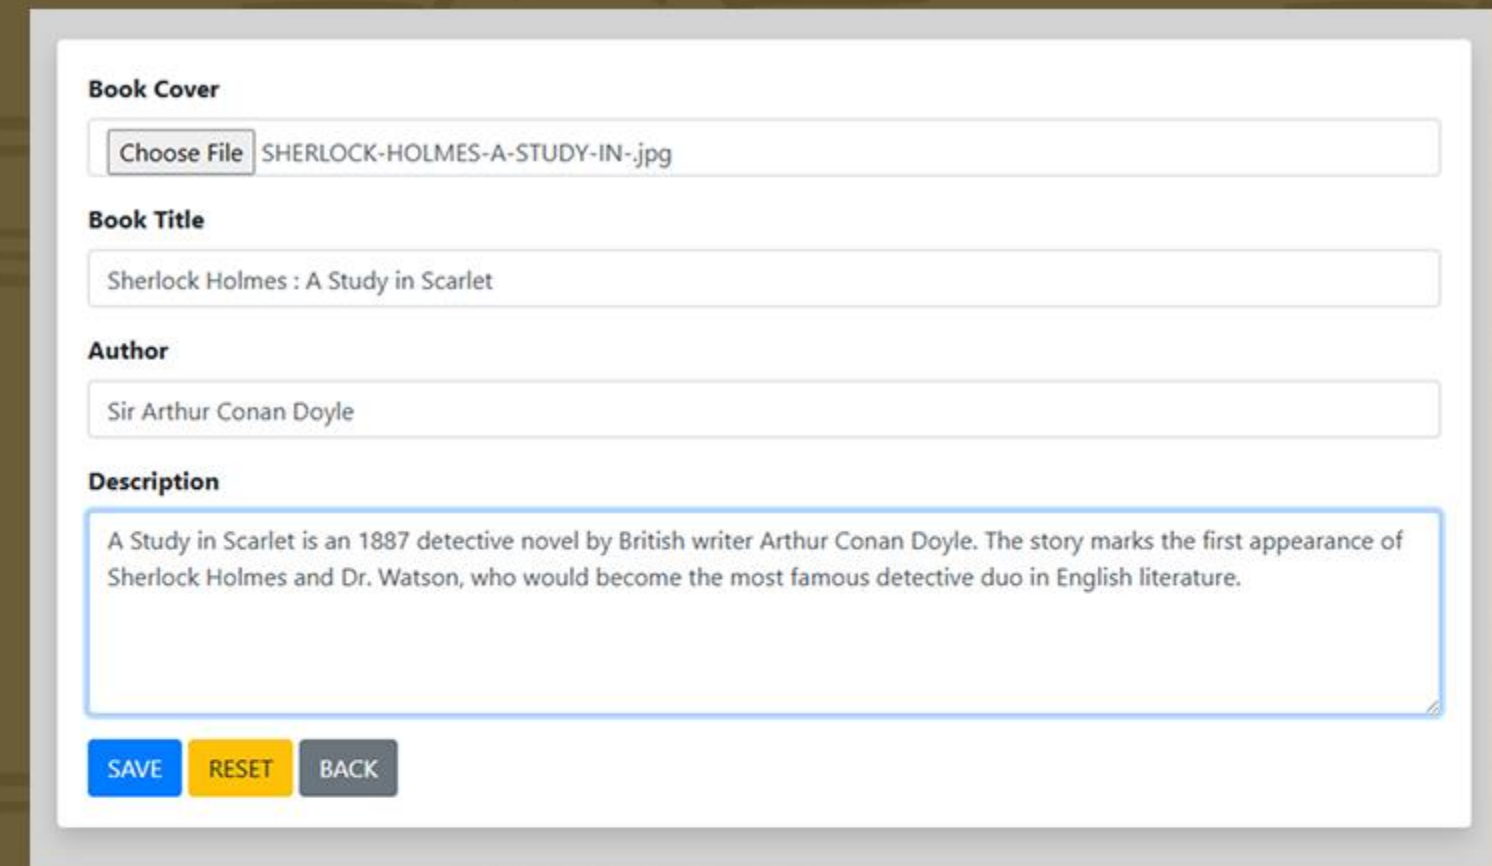 Book Cover
Choose File SHERLOCK-HOLMES-A-STUDY-IN-.jpg
Book Title
Sherlock Holmes : A Study in Scarlet
Author
Sir Arthur Conan Doyle
Description
A Study in Scarlet is an 1887 detective novel by British writer Arthur Conan Doyle. The story marks the first appearance of
Sherlock Holmes and Dr. Watson, who would become the most famous detective duo in English literature.
SAVE RESET BACK